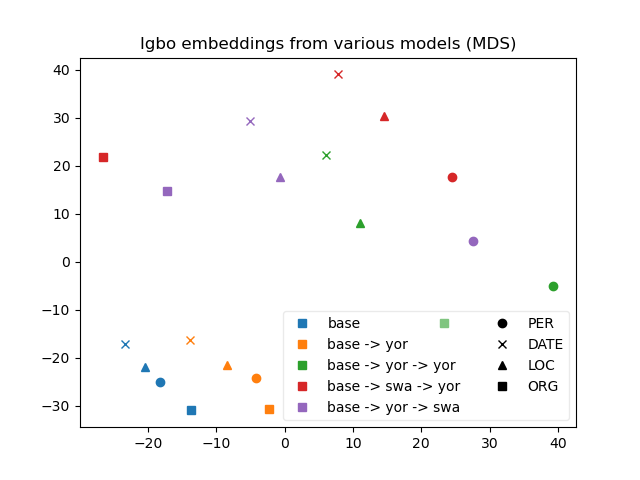 Igbo embeddings from various models (MDS)
40
30
20
10
0
−10
−20
−30
−20
−10
0
10
20
30
40
base
base -> yor
base -> yor -> yor
base -> swa -> yor
base -> yor -> swa
PER
DATE
LOC
ORG